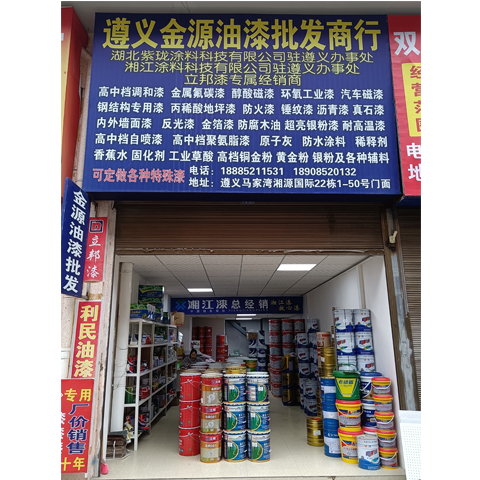 遵义金源油漆批发商行
湖北紫珑涂料科技有限公司驻遵义办事处
湘江涂料科技有限公司驻遵义办事处
立邦漆专属经销商
高中档调和漆 金属氟碳漆 醇酸磁漆 环氧工业漆 汽车磁漆
钢结构专用漆 丙稀酸地坪漆 防火漆 锤纹漆 沥青漆 真石漆
内外墙面漆 反光漆 金箔漆 防腐木油 超亮银粉漆 耐高温漆
高中档自喷漆 高中档聚氨脂漆 原子灰 防水涂料 稀释剂
香蕉水 固化剂 工业草酸 高档铜金粉 黄金粉 银粉及各种辅料
可定做各种特殊漆
电话：18885211531 18908520132
地址：遵义马家湾湘源国际22栋1-50号门面
金源油漆批发
立邦漆
利民油漆
专用
厂价销售
十年
湘江漆总经销
双
经营
电
地